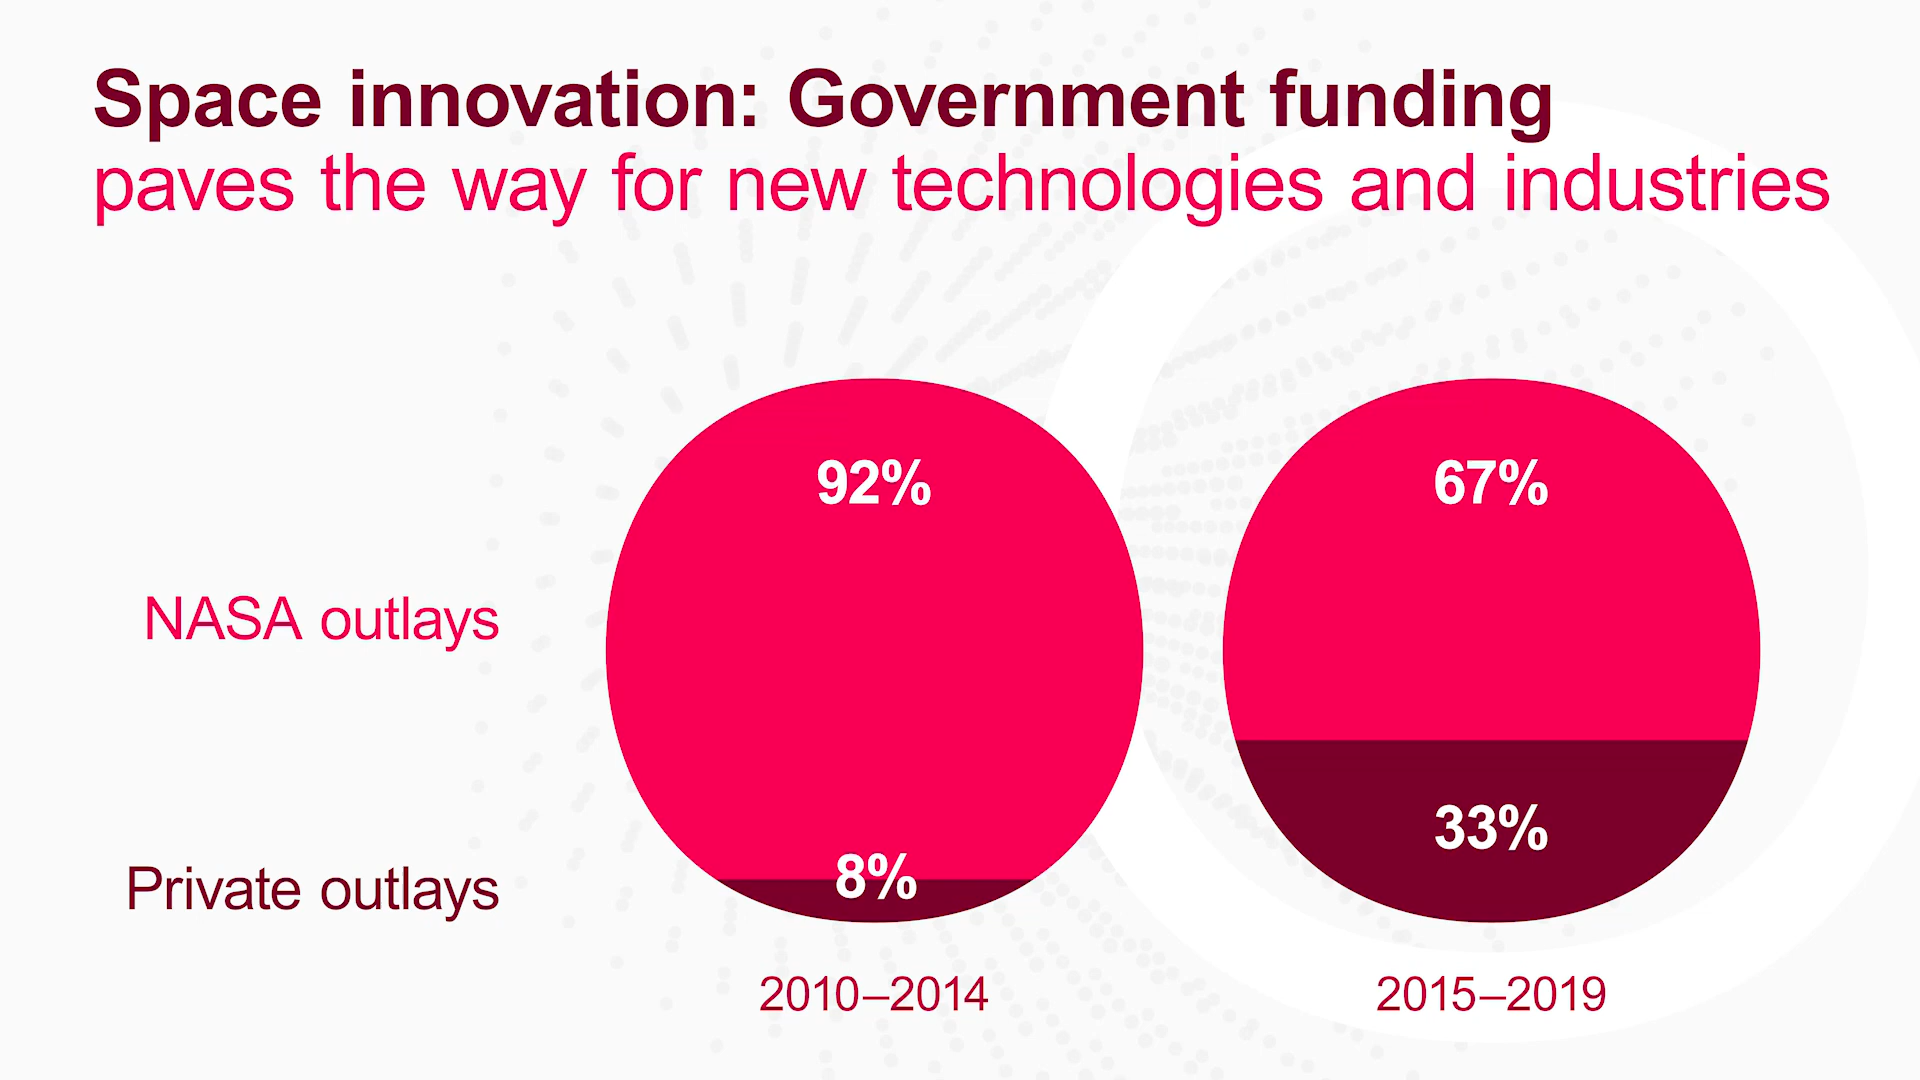 Space innovation: Government funding
paves the way for new technologies and industries
92%
67%
NASA outlays
33%
8%
Private outlays
2010–2014
2015–2019